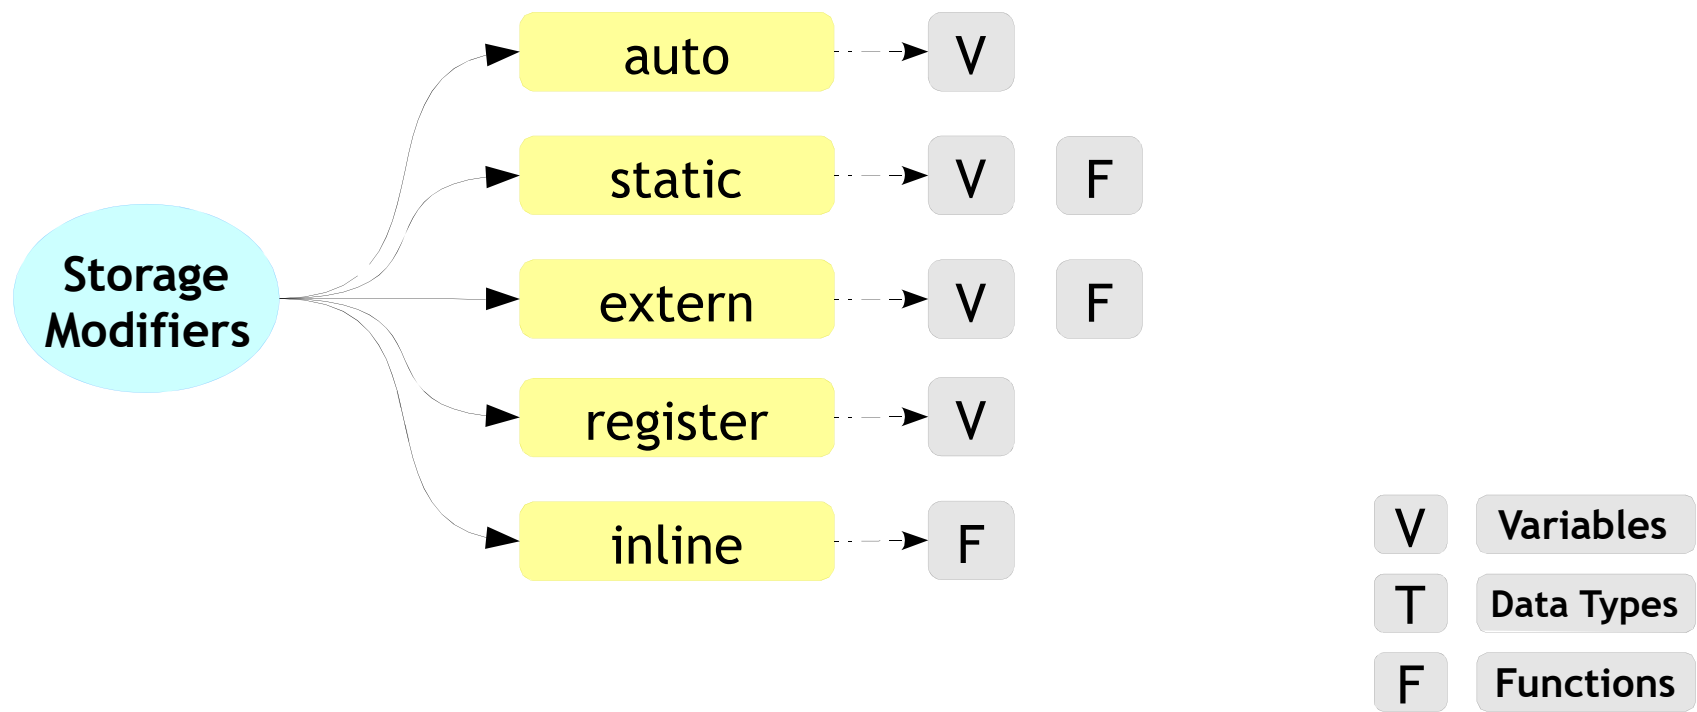 Storage
Modifiers
auto V
static V F
extern V F
register V
inline F
V Variables
T Data Types
F Functions